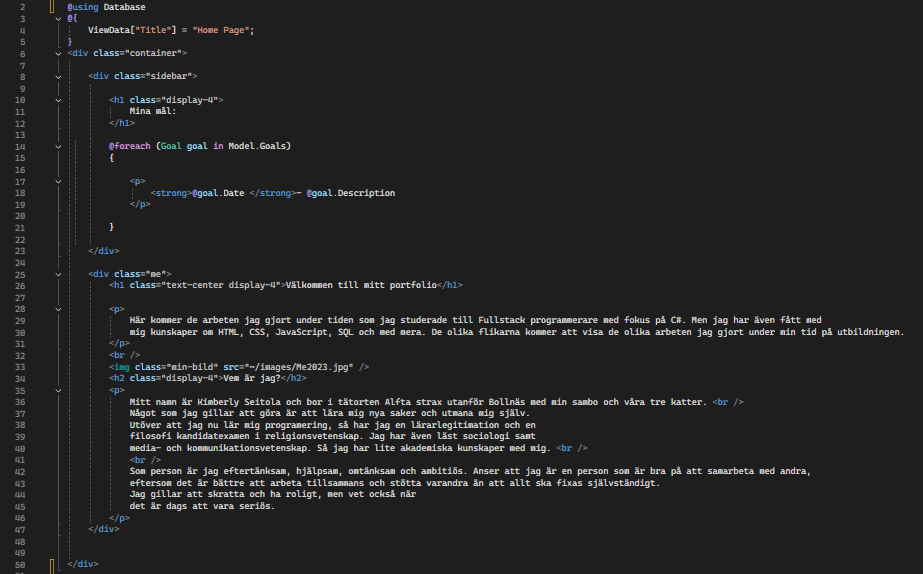 2 @using Database
3 @{
4 ViewData["Title"] = "Home Page";
5 }
6 <div class="container">
7
8 <div class="sidebar">
9
10 <h1 class="display-4">
11 Mina mål:
12 </h1>
13
14 @foreach (Goal goal in Model.Goals)
15 {
16
17 <p>
18 <strong>@goal.Date </strong>- @goal.Description
19 </p>
20
21 }
22
23 </div>
24
25 <div class="me">
26 <h1 class="text-center display-4">Välkommen till mitt portfolio</h1>
27
28 <p>
29 Här kommer de arbeten jag gjort under tiden som jag studerade till Fullstack programmerare med fokus på C#. Men jag har även fått med
30 mig kunskaper om HTML, CSS, JavaScript, SQL och med mera. De olika flikarna kommer att visa de olika arbeten jag gjort under min tid på utbildningen.
31 </p>
32 <br />
33 <img class="min-bild" src="~/images/Me2023.jpg" />
34 <h2 class="display-4">Vem är jag?</h2>
35 <p>
36 Mitt namn är Kimberly Seitola och bor i tätorten Alfta strax utanför Bollnäs med min sambo och våra tre katter. <br />
37 Något som jag gillar att göra är att lära mig nya saker och utmana mig själv.
38 Utöver att jag nu lär mig programering, så har jag en lärarlegitimation och en
39 filosofi kandidatexamen i religionsvetenskap. Jag har även läst sociologi samt
40 media- och kommunikationsvetenskap. Så jag har lite akademiska kunskaper med mig. <br />
41 <br />
42 Som person är jag eftertänksam, hjälpsam, omtänksam och ambitiös. Anser att jag är en person som är bra på att samarbeta med andra,
43 eftersom det är bättre att arbeta tillsammans och stötta varandra än att allt ska fixas självständigt.
44 Jag gillar att skratta och ha roligt, men vet också när
45 det är dags att vara seriös.
46 </p>
47 </div>
48
49
50 </div>